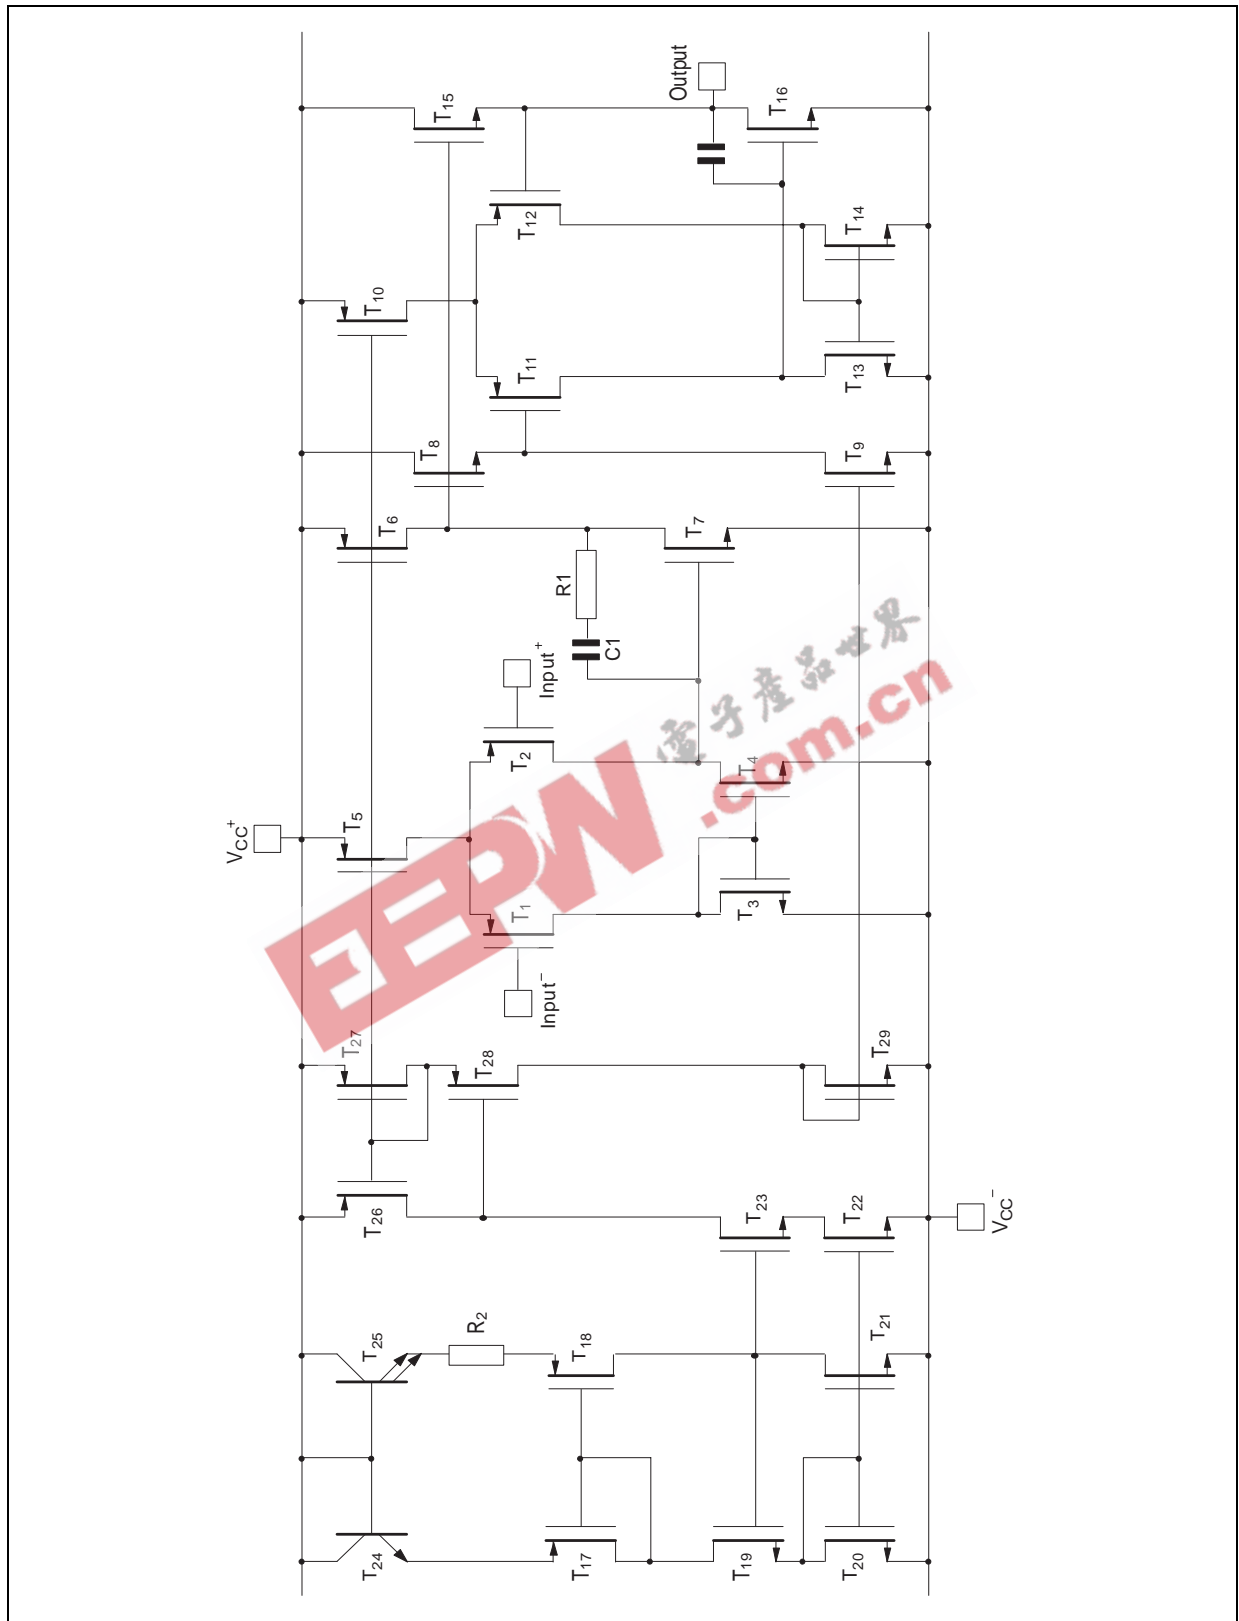 Output
T15
T16
T12
T14
T10
T11
T13
T8
T9
T6
T7
R1
C1
Input+
T2
T4
VCC+
T5
T1
T3
Input−
T27
T28
T29
T26
T23
T22
VCC−
T25
R2
T18
T21
T24
T17
T19
T20
EEPW
電子產品世界
.com.cn